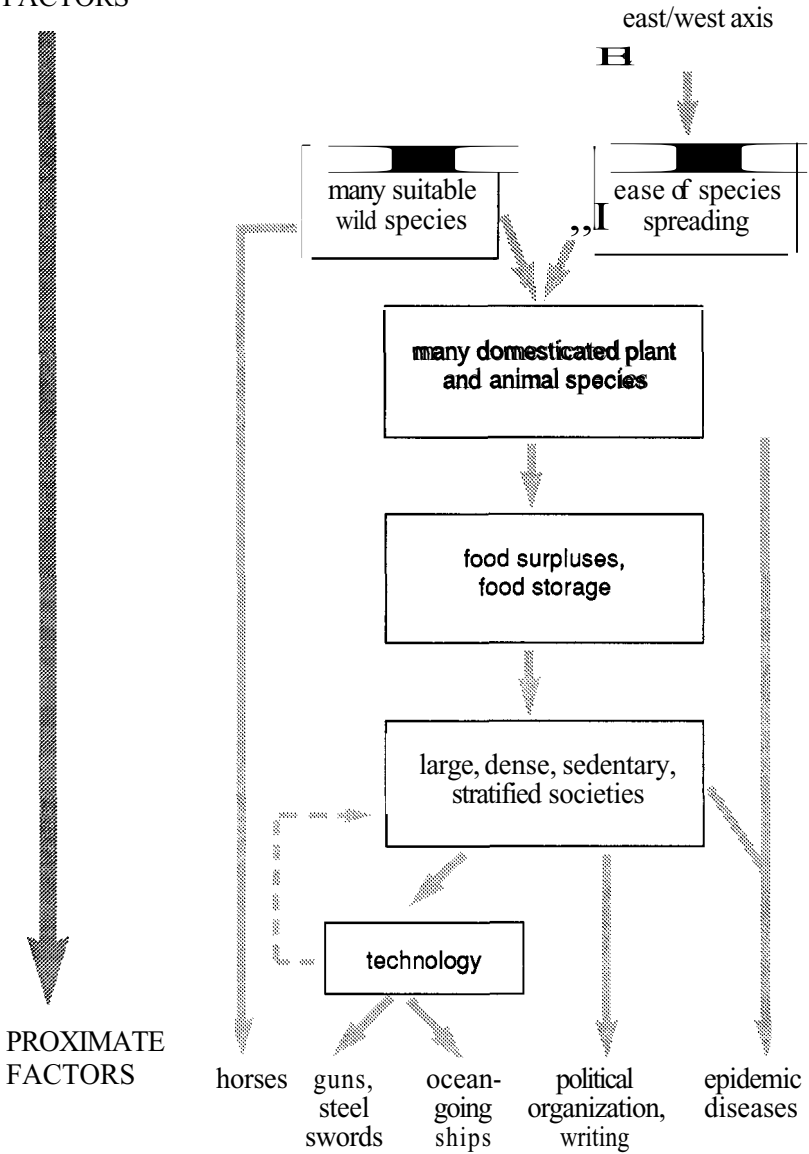 FACTORS
east/west axis
many suitable
wild species
ease of species
spreading
many domesticated plant
and animal species
food surpluses,
food storage
large, dense, sedentary,
stratified societies
technology
PROXIMATE
FACTORS
horses
guns,
steel
swords
ocean-
going
ships
political
organization,
writing
epidemic
diseases